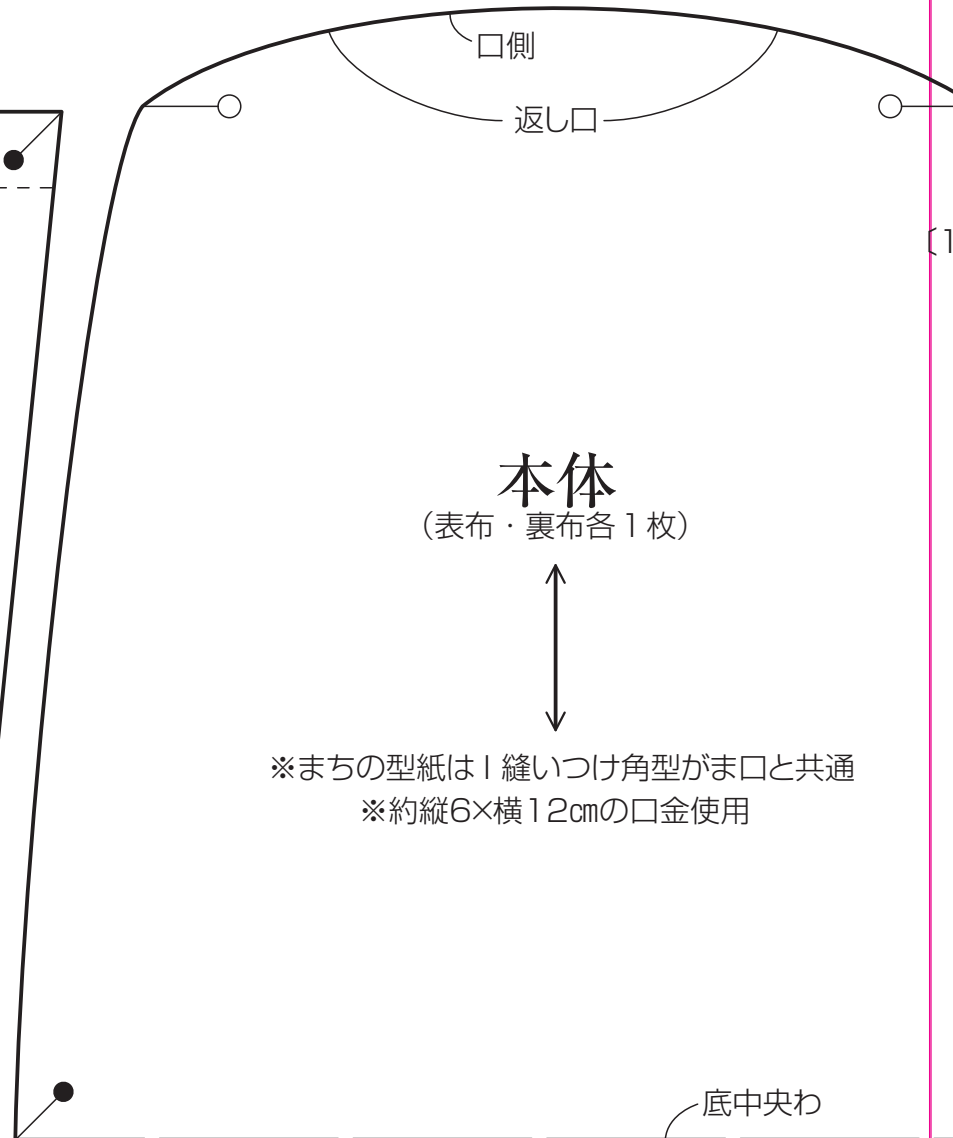 口側
返し口
〔1
本体
（表布・裏布各1枚）
※まちの型紙はI 縫いつけ角型がま口と共通
※約縦6×横12㎝の口金使用
底中央わ